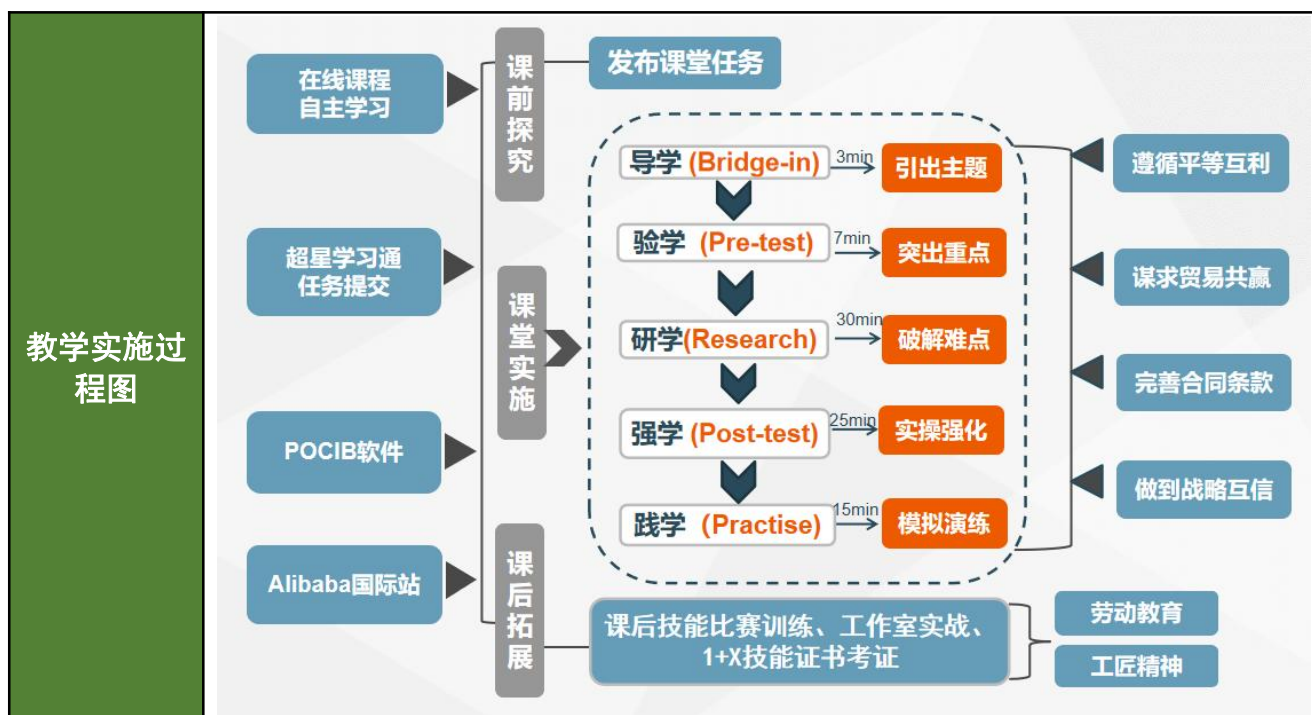 教学实施过
程图
在线课程
自主学习
超星学习通
任务提交
POCIB软件
Alibaba国际站
课前探究
课堂实施
课后拓展
发布课堂任务
导学 (Bridge-in)
3min
引出主题
验学 (Pre-test)
7min
突出重点
研学(Research)
30min
破解难点
强学 (Post-test)
25min
实操强化
践学 (Practise)
15min
模拟演练
遵循平等互利
谋求贸易共赢
完善合同条款
做到战略互信
课后技能比赛训练、工作室实战、
1+X技能证书考证
劳动教育
工匠精神